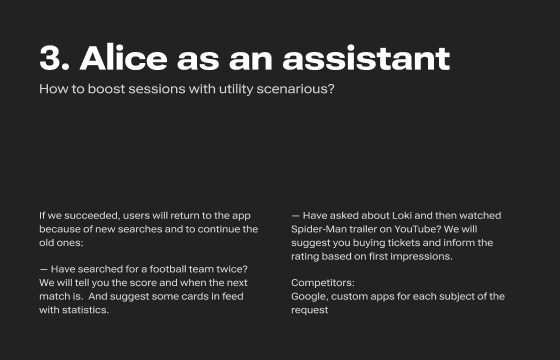 3. Alice as an assistant
How to boost sessions with utility scenarious?
If we succeeded, users will return to the app
because of new searches and to continue the
old ones:
— Have searched for a football team twice?
We will tell you the score and when the next
match is.  And suggest some cards in feed
with statistics.
— Have asked about Loki and then watched
Spider-Man trailer on YouTube? We will
suggest you buying tickets and inform the
rating based on first impressions.
Competitors:
Google, custom apps for each subject of the
request